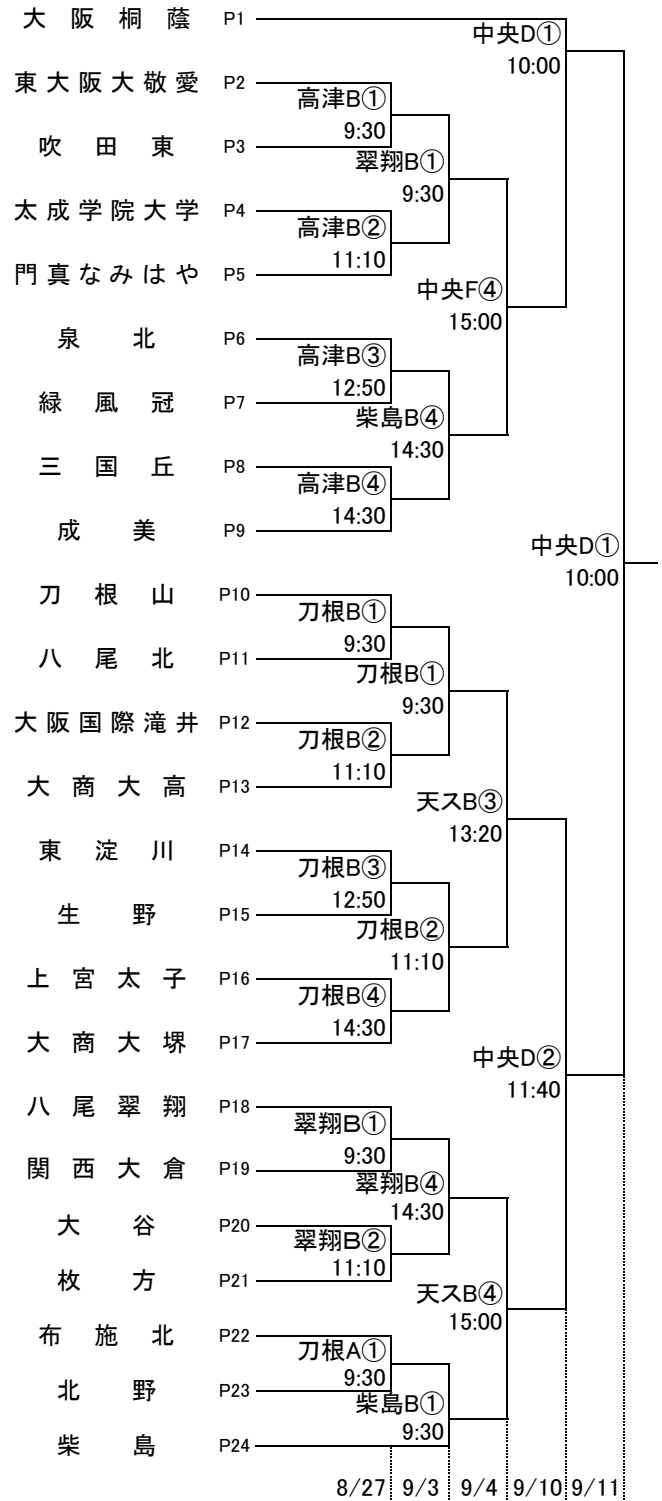 大阪桐蔭 P1
中央D①
10:00
東大阪大敬愛 P2
高津B①
9:30
吹田東 P3
翠翔B①
9:30
太成学院大学 P4
高津B②
11:10
門真なみはや P5
中央F④
15:00
泉北 P6
高津B③
12:50
緑風冠 P7
柴島B④
14:30
三国丘 P8
高津B④
14:30
成美 P9
中央D①
10:00
刀根山 P10
刀根B①
9:30
八尾北 P11
刀根B①
9:30
大阪国際滝井 P12
刀根B②
11:10
大商大高 P13
天スB③
13:20
東淀川 P14
刀根B③
12:50
生野 P15
刀根B②
11:10
上宮太子 P16
刀根B④
14:30
大商大堺 P17
中央D②
11:40
八尾翠翔 P18
翠翔B①
9:30
関西大倉 P19
翠翔B④
14:30
大谷 P20
翠翔B②
11:10
枚方 P21
天スB④
15:00
布施北 P22
刀根A①
9:30
北野 P23
柴島B①
9:30
柴島 P24
8/27 9/3 9/4 9/10 9/11